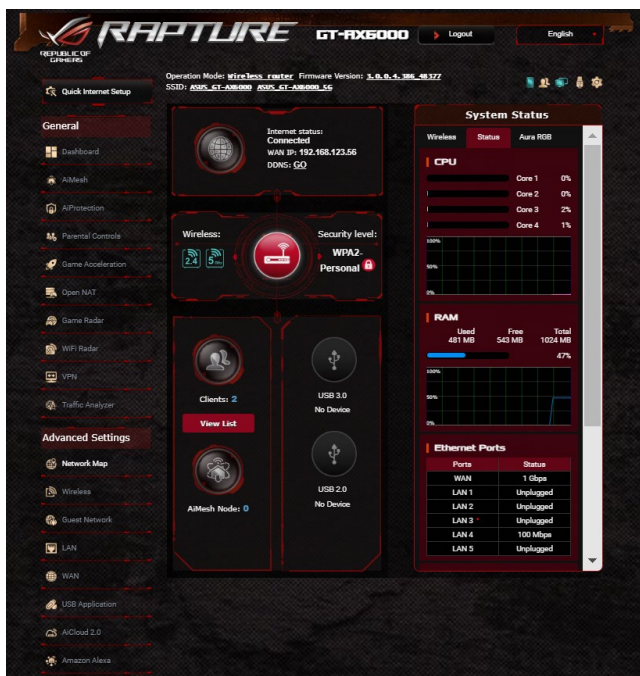 REPUBLIC OF
GAMERS
RAPTURE
GT-AX6000
Logout
English
Quick Internet Setup
Operation Mode: Wireless router Firmware Version: 3.0.0.4.386_48377
SSID: ASUS_GT-AX6000 ASUS_GT-AX6000_5G
General
Dashboard
AiMesh
AiProtection
Parental Controls
Game Acceleration
Open NAT
Game Radar
WiFi Radar
VPN
Traffic Analyzer
Advanced Settings
Network Map
Wireless
Guest Network
LAN
WAN
USB Application
AiCloud 2.0
Amazon Alexa
Internet status:
Connected
WAN IP: 192.168.123.56
DDNS: GO
Wireless:
2.4 5
Security level:
WPA2-
Personal
Clients: 2
View List
AiMesh Node: 0
USB 3.0
No Device
USB 2.0
No Device
System Status
Wireless Status Aura RGB
CPU
Core 1 0%
Core 2 0%
Core 3 2%
Core 4 1%
100%
50%
0%
RAM
Used Free Total
481 MB 543 MB 1024 MB
47%
100%
50%
0%
Ethernet Ports
Ports Status
WAN 1 Gbps
LAN 1 Unplugged
LAN 2 Unplugged
LAN 3 * Unplugged
LAN 4 100 Mbps
LAN 5 Unplugged